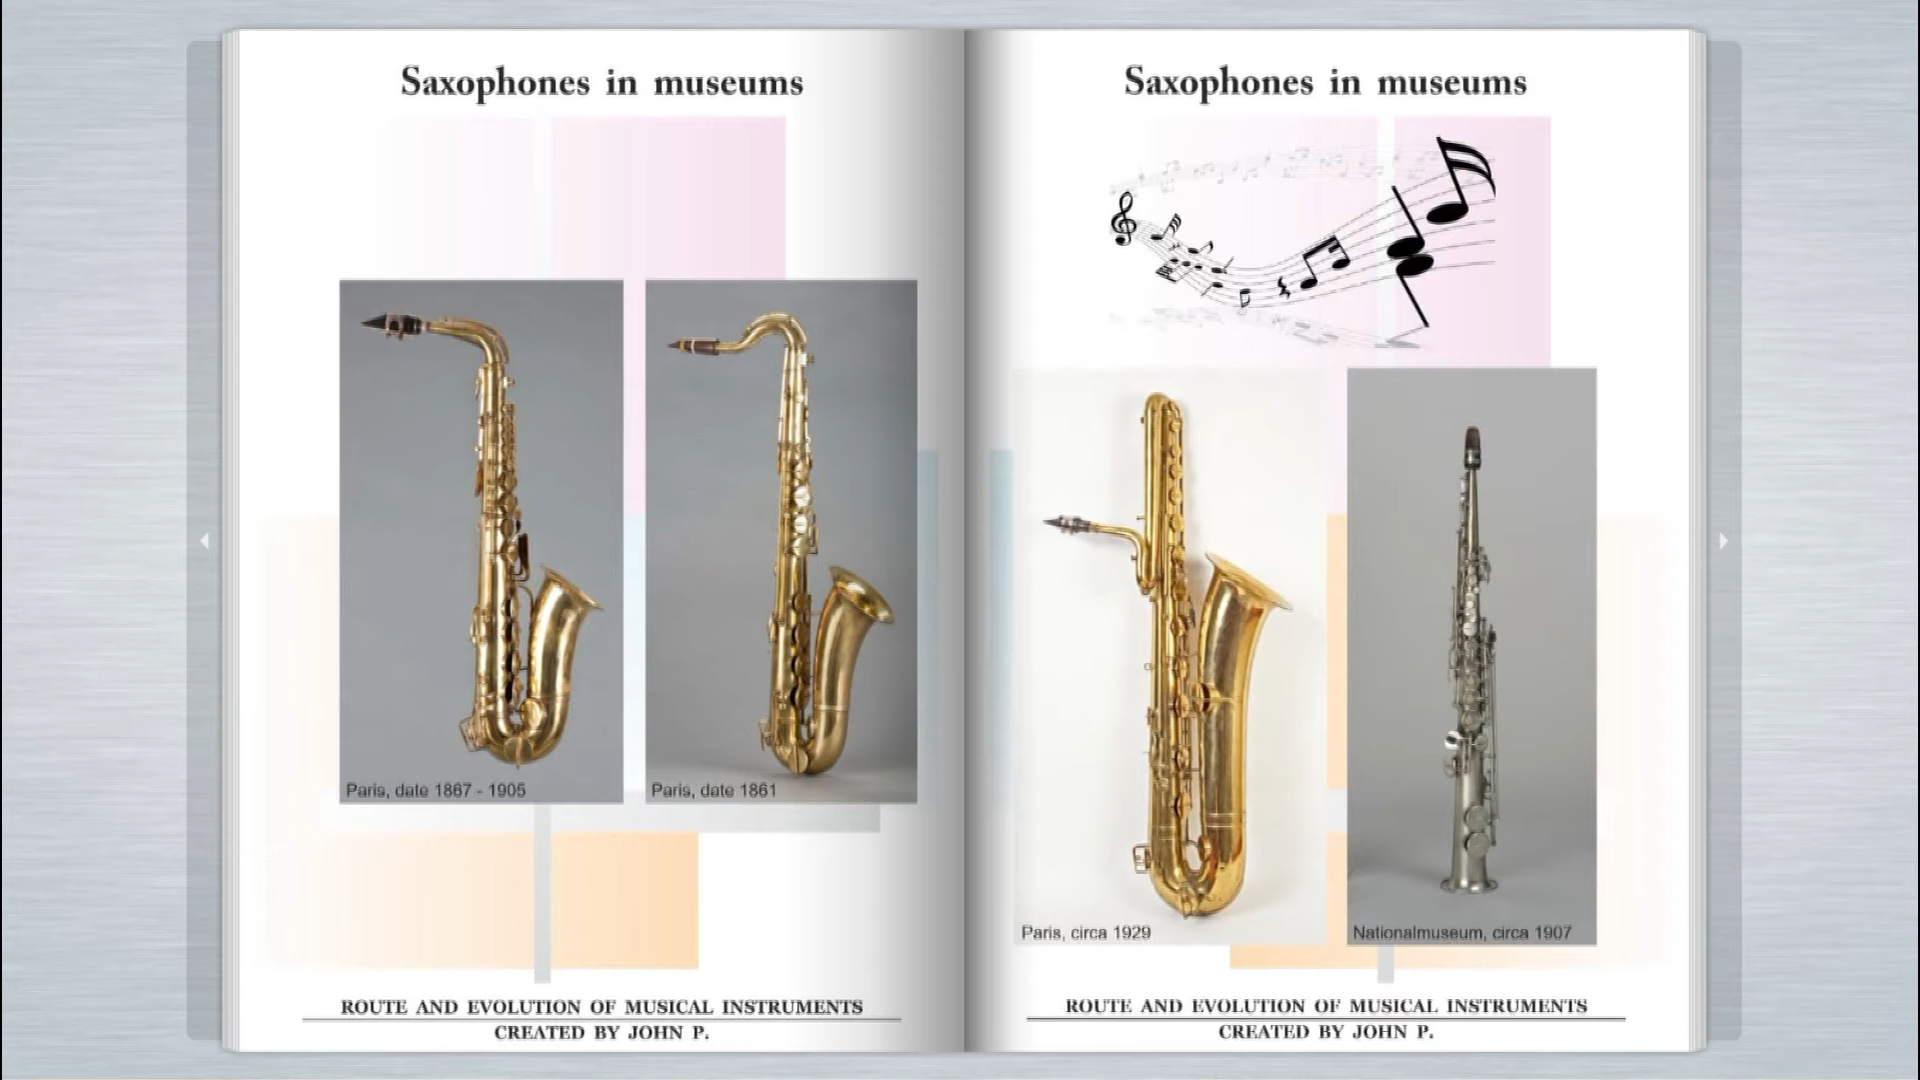 Saxophones in museums
Paris, date 1867 - 1905
Paris, date 1861
ROUTE AND EVOLUTION OF MUSICAL INSTRUMENTS
CREATED BY JOHN P.
Saxophones in museums
Paris, circa 1929
Nationalmuseum, circa 1907
ROUTE AND EVOLUTION OF MUSICAL INSTRUMENTS
CREATED BY JOHN P.